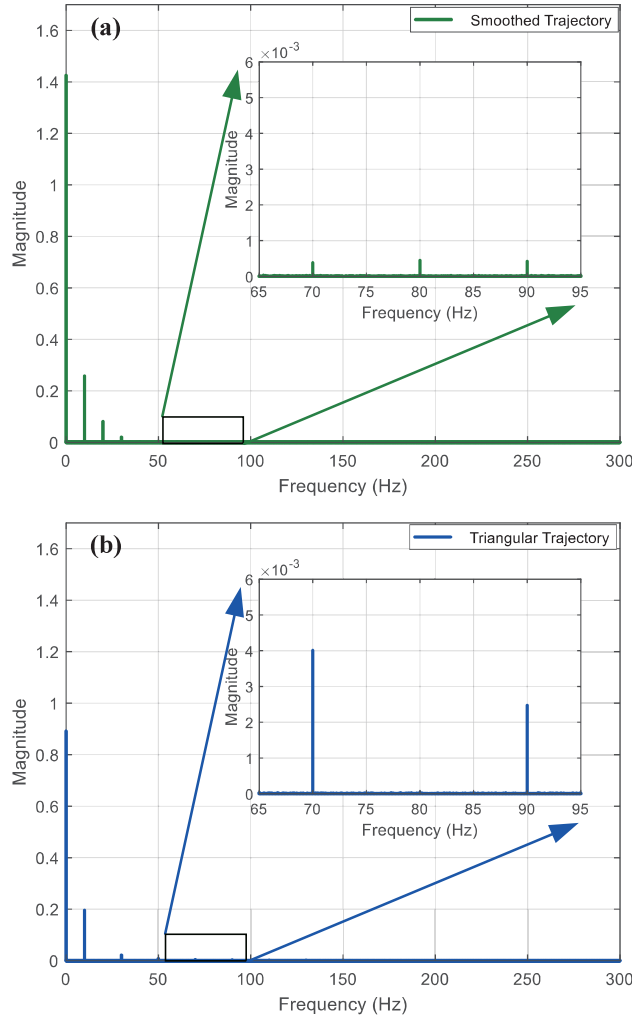 (a)
Smoothed Trajectory
1.6
1.4
1.2
1
0.8
0.6
0.4
0.2
0
Magnitude
0 50 100 150 200 250 300
Frequency (Hz)
×10⁻³
6
5
4
3
2
1
0
Magnitude
65 70 75 80 85 90 95
Frequency (Hz)
(b)
Triangular Trajectory
1.6
1.4
1.2
1
0.8
0.6
0.4
0.2
0
Magnitude
0 50 100 150 200 250 300
Frequency (Hz)
×10⁻³
6
5
4
3
2
1
0
Magnitude
65 70 75 80 85 90 95
Frequency (Hz)